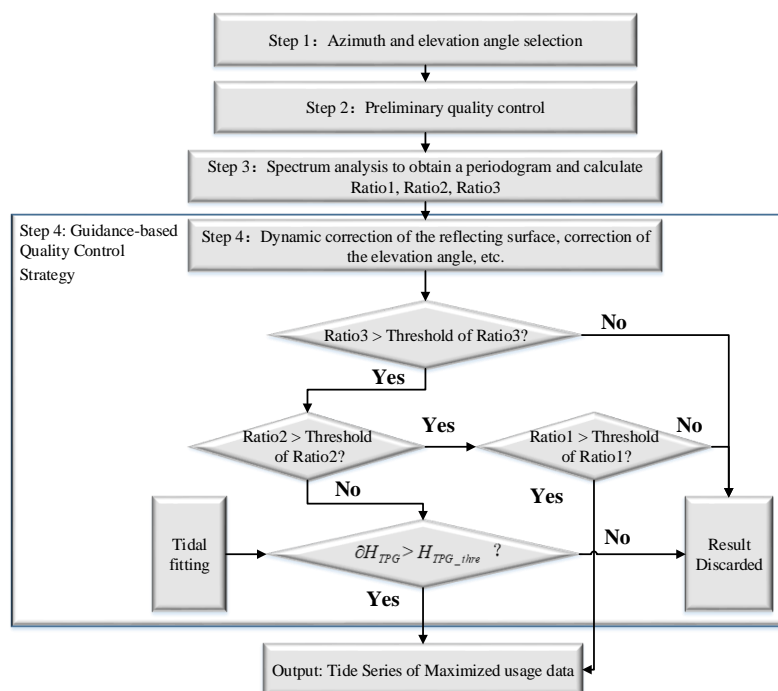 Step 1：Azimuth and elevation angle selection
Step 2：Preliminary quality control
Step 3：Spectrum analysis to obtain a periodogram and calculate
Ratio1, Ratio2, Ratio3
Step 4: Guidance-based
Quality Control
Strategy
Step 4：Dynamic correction of the reflecting surface, correction of
the elevation angle, etc.
Ratio3 > Threshold of Ratio3?
No
Yes
Ratio2 > Threshold
of Ratio2?
Yes
Ratio1 > Threshold
of Ratio1?
No
No
Yes
Tidal
fitting
∂H_{TPG} > H_{TPG_thre} ？
No
Result
Discarded
Yes
Output: Tide Series of Maximized usage data